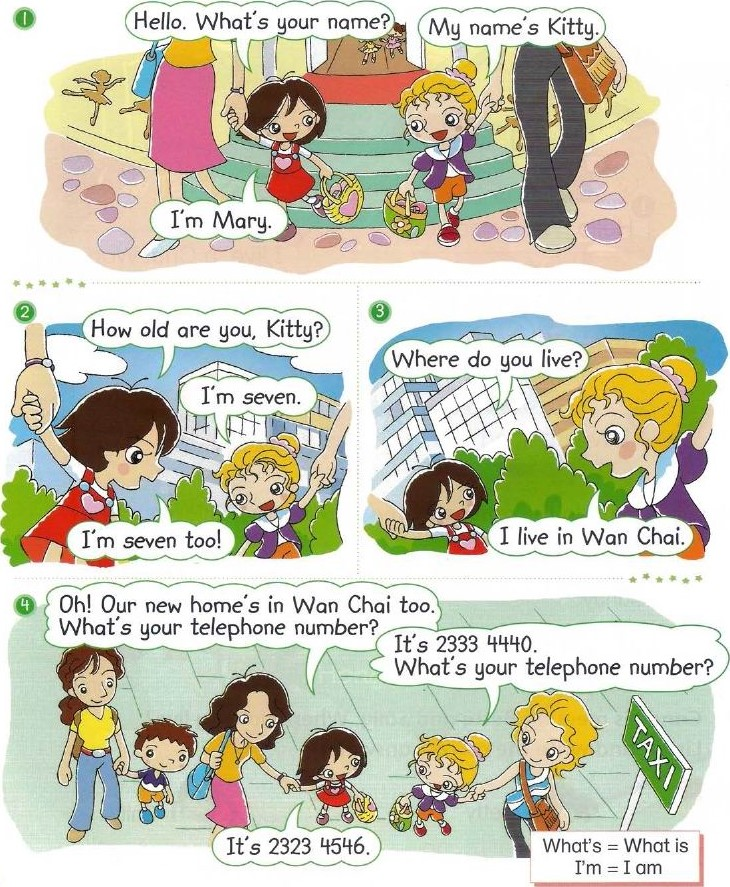 1
Hello. What's your name?
My name's Kitty.
I'm Mary.
2
How old are you, Kitty?
I'm seven.
I'm seven too!
3
Where do you live?
I live in Wan Chai.
4
Oh! Our new home's in Wan Chai too.
What's your telephone number?
It's 2333 4440.
What's your telephone number?
It's 2323 4546.
TAXI
What's = What is
I'm = I am